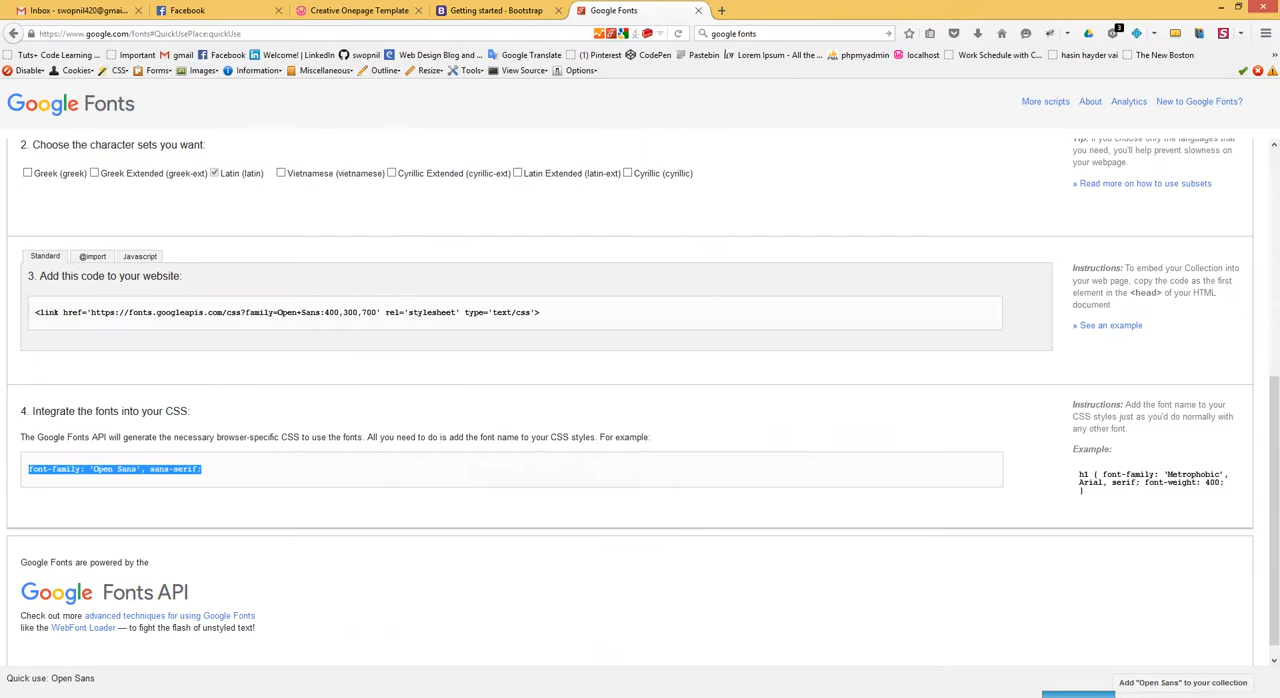 Inbox - swopnil420@gmai...
Facebook
Creative Onepage Template
Getting started · Bootstrap
Google Fonts
https://www.google.com/fonts#QuickUsePlace:quickUse
google fonts
3
Tuts+ Code Learning ...
Important
gmail
Facebook
Welcome! | LinkedIn
Web Design Blog and ...
Google Translate
(1) Pinterest
CodePen
Pastebin
Lorem Ipsum - All the ...
phpmyadmin
localhost
Work Schedule with C...
hasin hayder vai
The New Boston
Disable
Cookies
CSS
Forms
Images
Information
Miscellaneous
Outline
Resize
Tools
View Source
Options
Google Fonts
More scripts About Analytics New to Google Fonts?
2. Choose the character sets you want:
Greek (greek) Greek Extended (greek-ext) Latin (latin) Vietnamese (vietnamese) Cyrillic Extended (cyrillic-ext) Latin Extended (latin-ext) Cyrillic (cyrillic)
Tip: If you choose only the languages that
you need, you'll help prevent slowness on
your webpage.
» Read more on how to use subsets
Standard @import Javascript
3. Add this code to your website:
<link href='https://fonts.googleapis.com/css?family=Open+Sans:400,300,700' rel='stylesheet' type='text/css'>
Instructions: To embed your Collection into
your web page, copy the code as the first
element in the <head> of your HTML
document
» See an example
4. Integrate the fonts into your CSS:
The Google Fonts API will generate the necessary browser-specific CSS to use the fonts. All you need to do is add the font name to your CSS styles. For example:
font-family: 'Open Sans', sans-serif;
Instructions: Add the font name to your
CSS styles just as you'd do normally with
any other font.
Example:
h1 { font-family: 'Metrophobic',
Arial, serif; font-weight: 400;
}
Google Fonts are powered by the
Google Fonts API
Check out more advanced techniques for using Google Fonts
like the WebFont Loader — to fight the flash of unstyled text!
Quick use: Open Sans
Add "Open Sans" to your collection